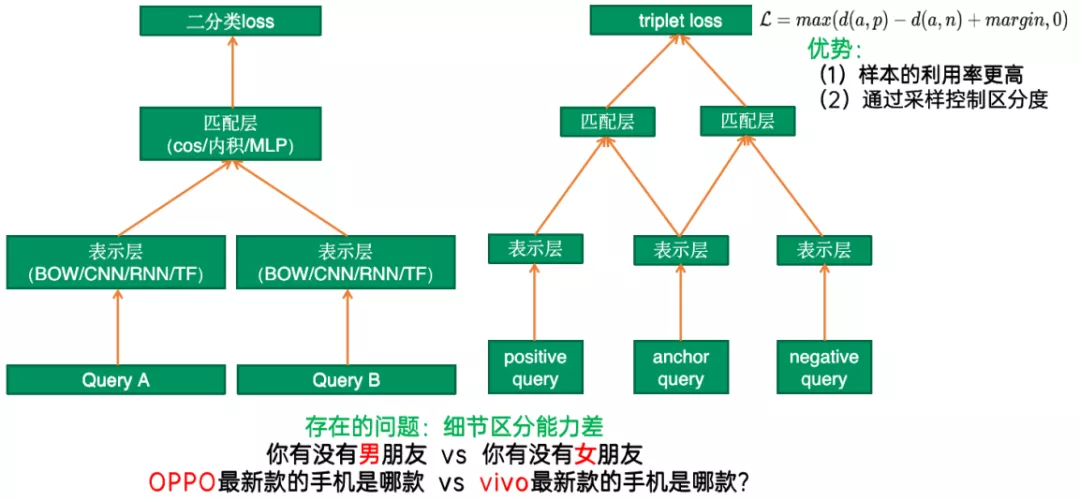 二分类loss
匹配层
(cos/内积/MLP)
表示层
(BOW/CNN/RNN/TF)
表示层
(BOW/CNN/RNN/TF)
Query A
Query B
triplet loss
L = max(d(a, p) − d(a, n) + margin, 0)
优势：
（1）样本的利用率更高
（2）通过采样控制区分度
匹配层
匹配层
表示层
表示层
表示层
positive
query
anchor
query
negative
query
存在的问题：细节区分能力差
你有没有男朋友 vs 你有没有女朋友
OPPO最新款的手机是哪款 vs vivo最新款的手机是哪款？